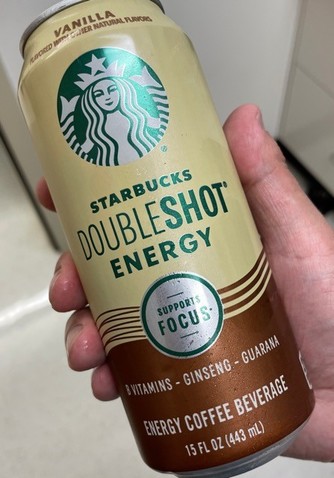 VANILLA
FLAVORED WITH OTHER NATURAL FLAVORS
®
STARBUCKS
DOUBLESHOT®
ENERGY
SUPPORTS
FOCUS
B VITAMINS - GINSENG - GUARANA
ENERGY COFFEE BEVERAGE
15 FL OZ (443 mL)